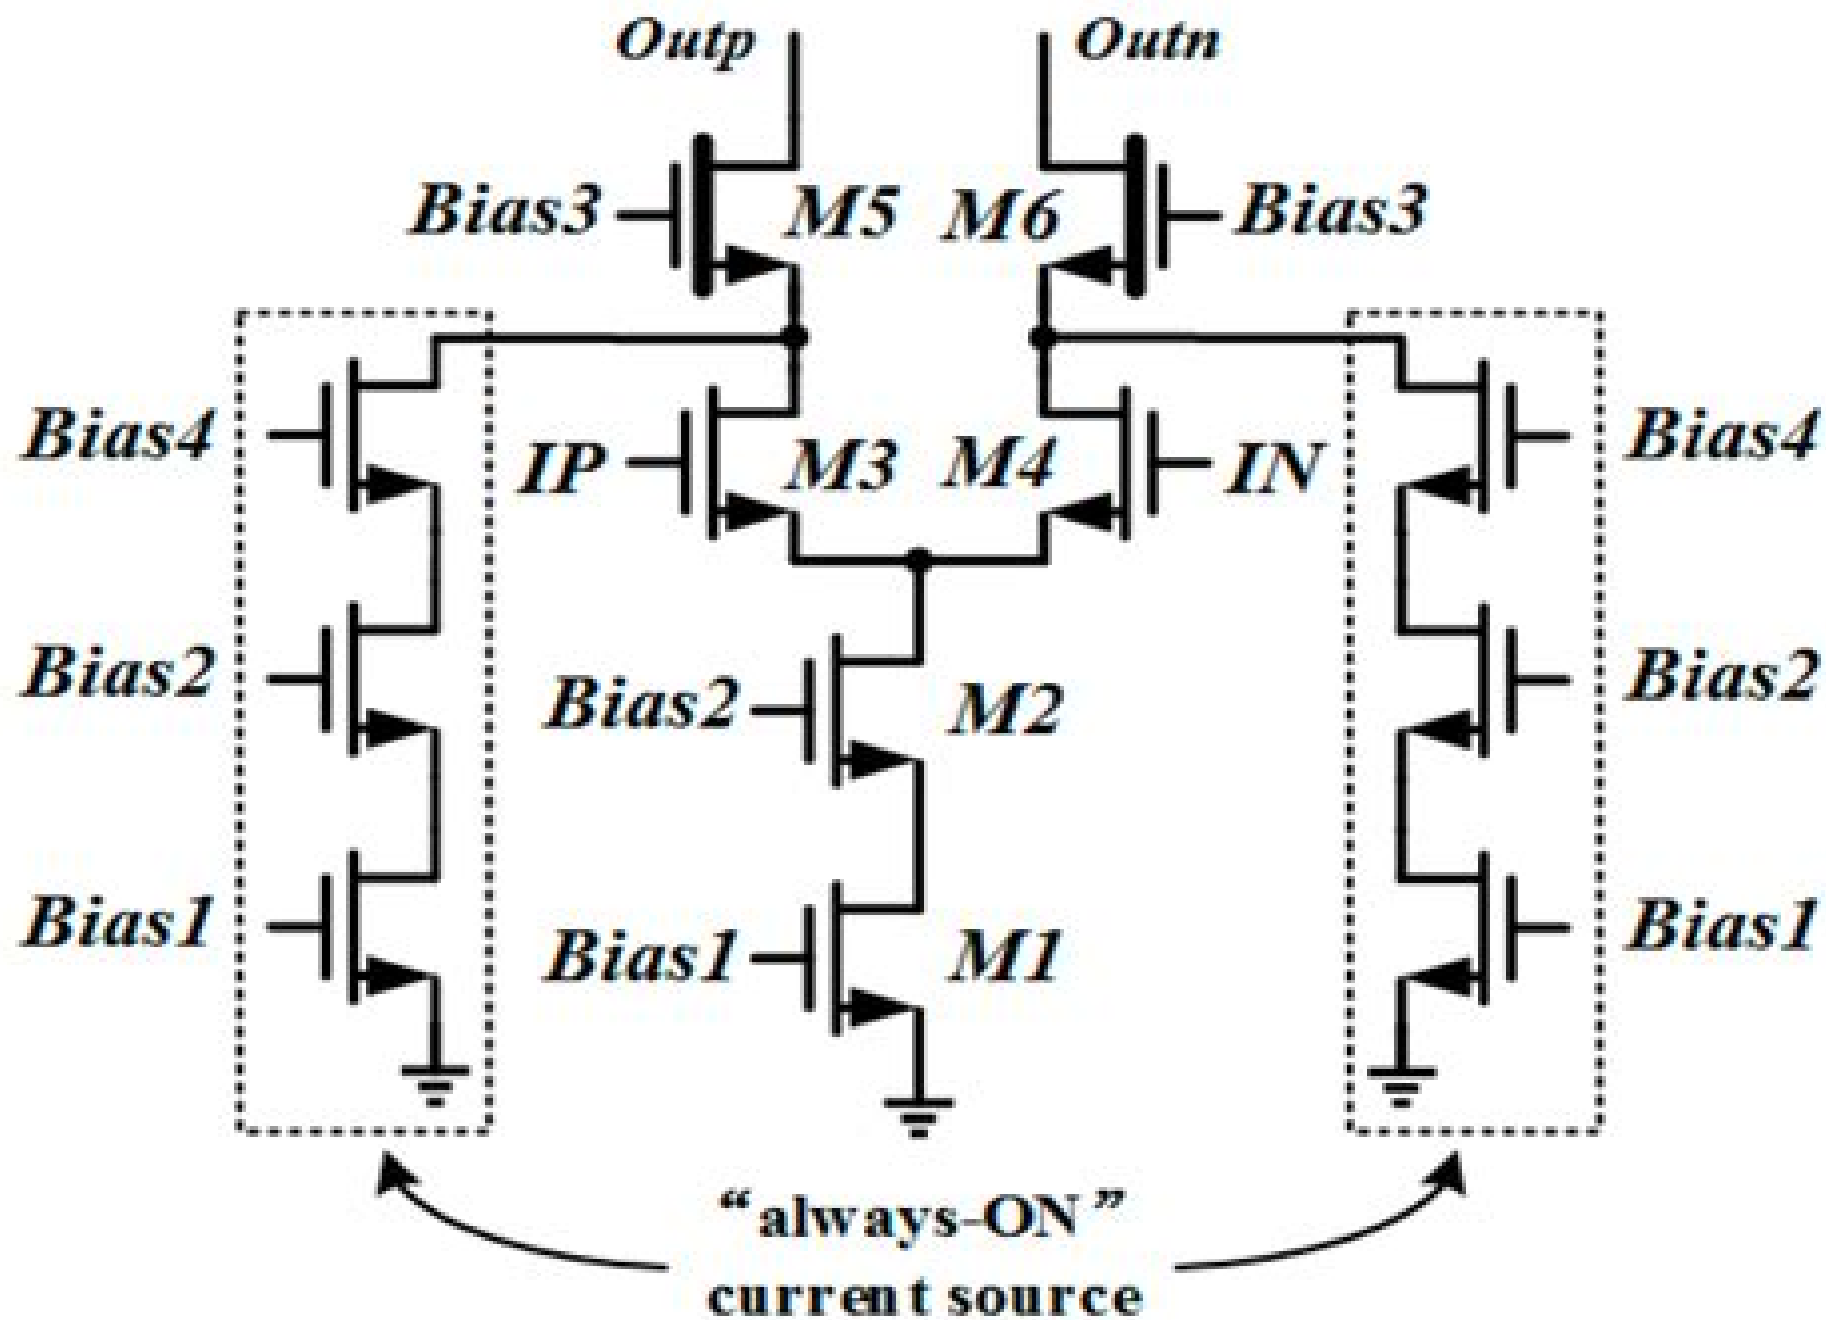 Outp Outn
Bias3 M5 M6 Bias3
Bias4 IP M3 M4 IN Bias4
Bias2 Bias2 M2 Bias2
Bias1 Bias1 M1 Bias1
“always-ON”
current source